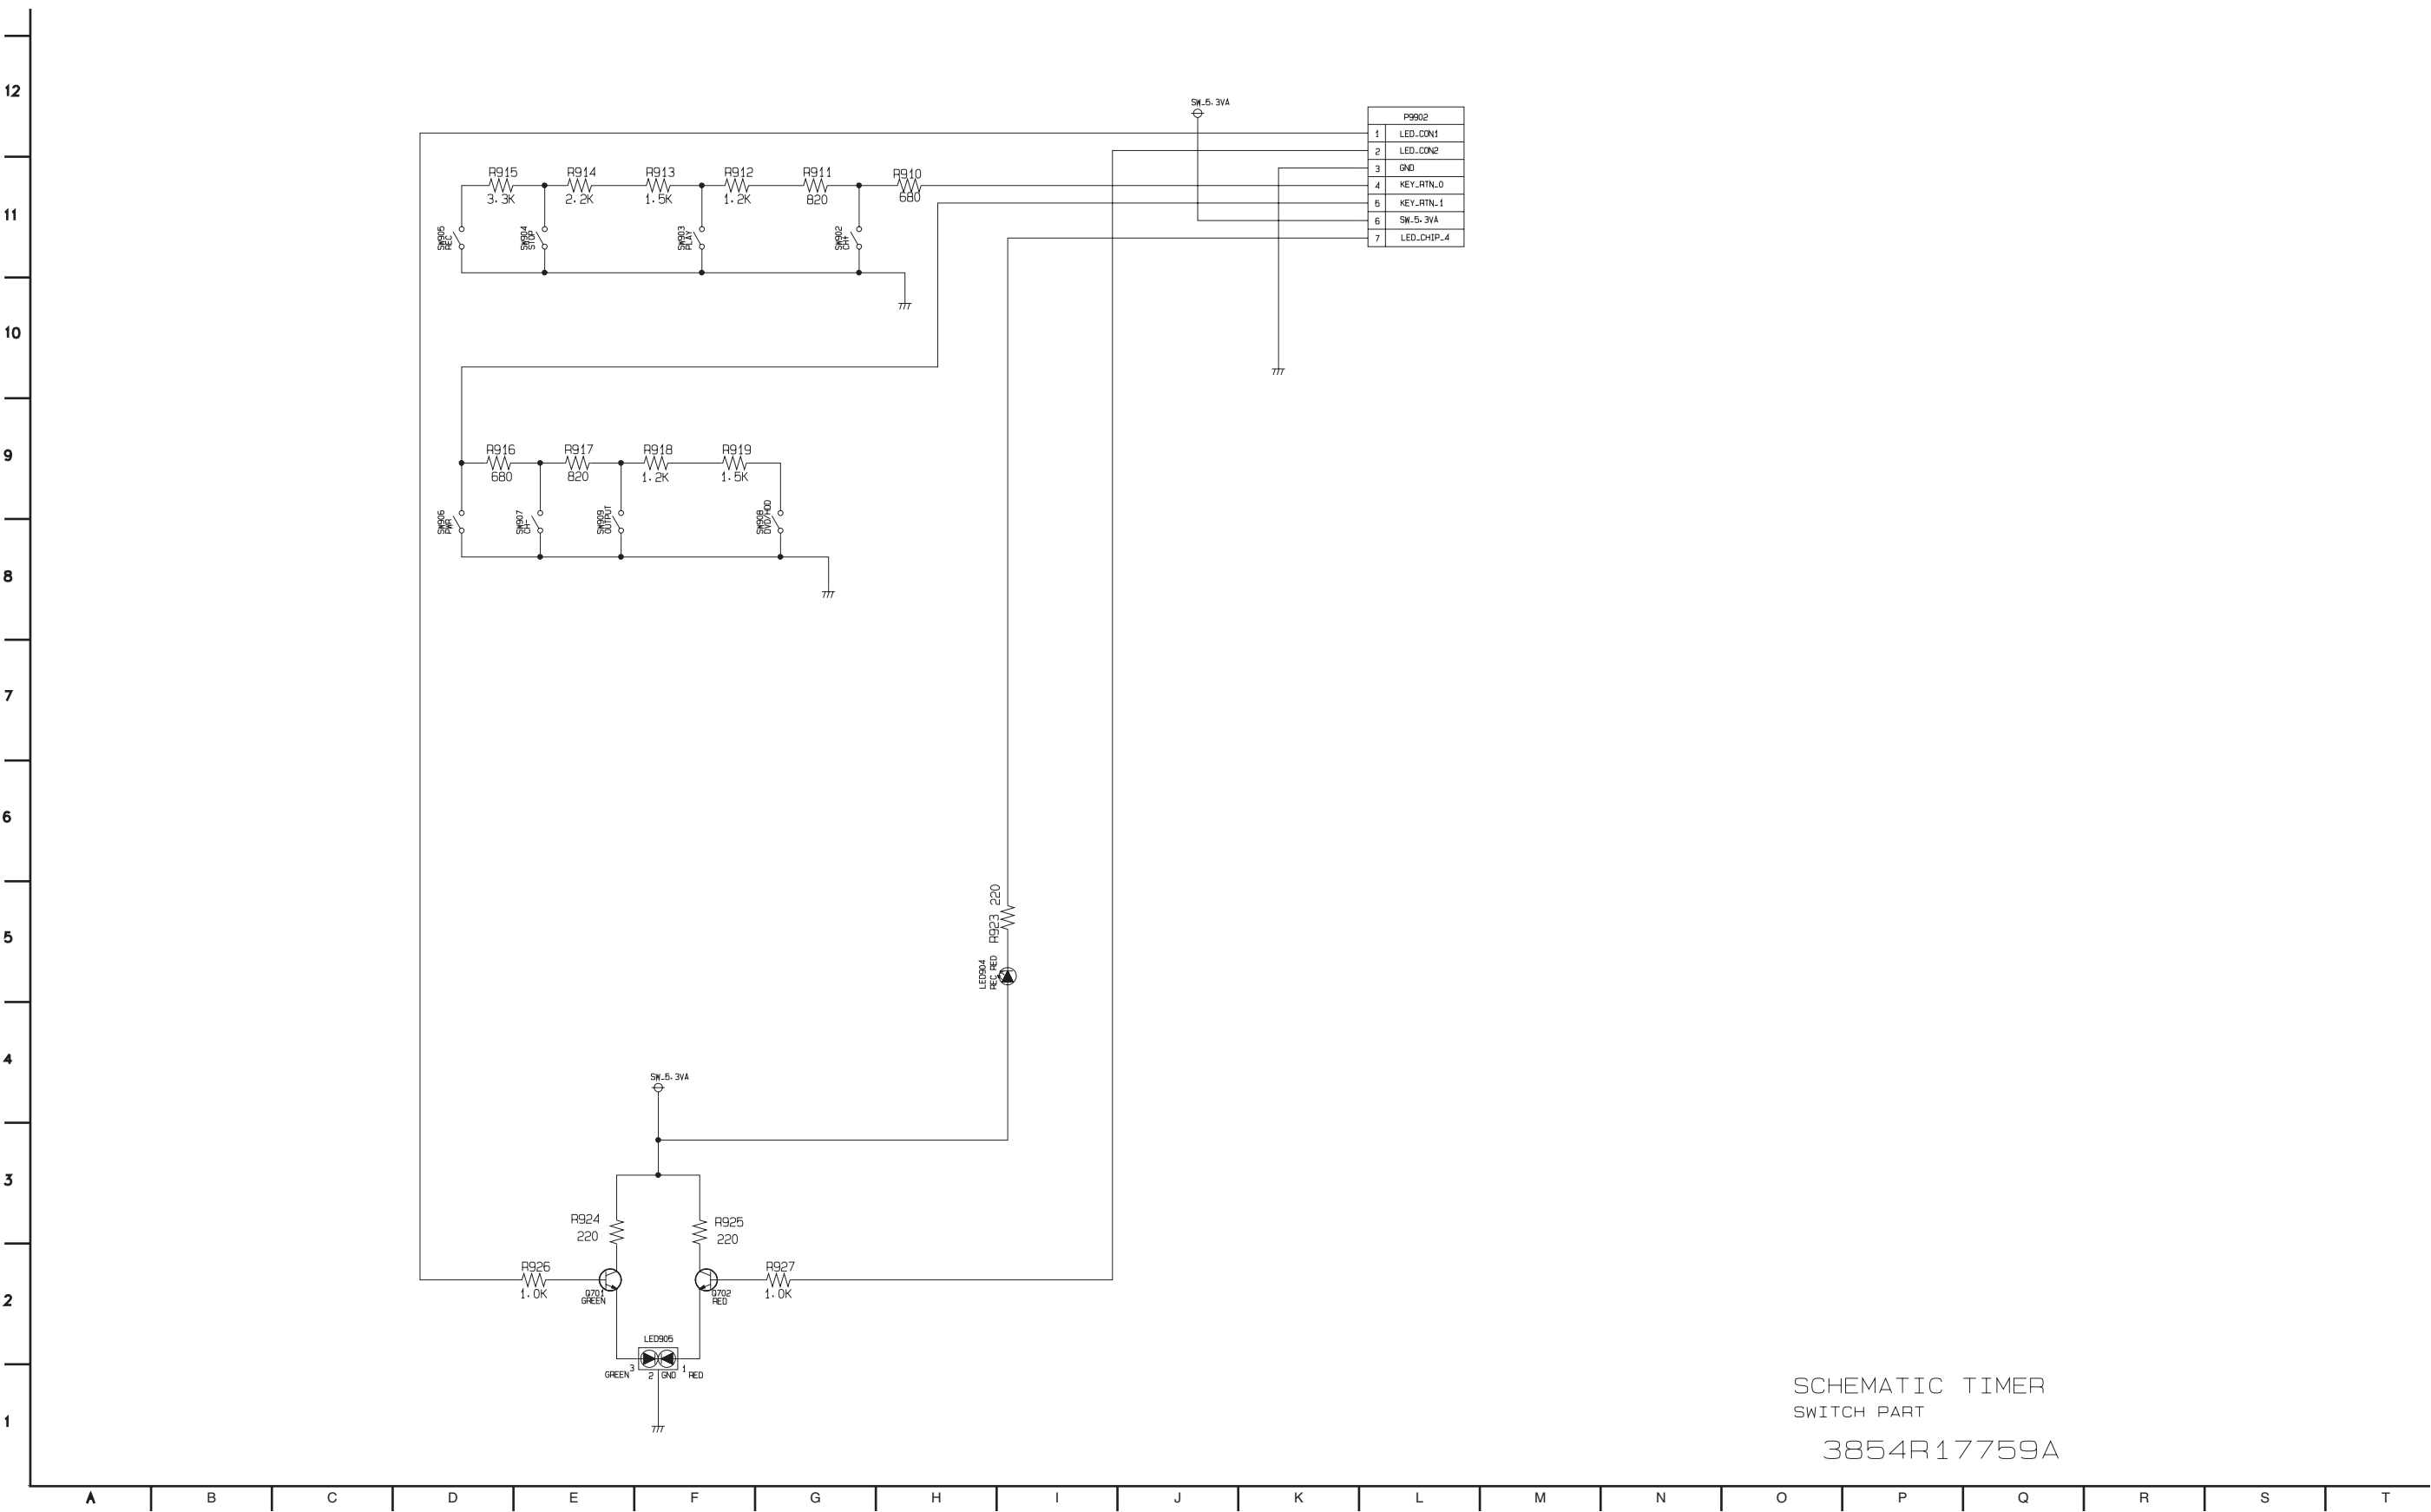 12
11
10
9
8
7
6
5
4
3
2
1
A B C D E F G H I J K L M N O P Q R S T
SW_5.3VA
P9902
1 LED_CON1
2 LED_CON2
3 GND
4 KEY_RTN_0
5 KEY_RTN_1
6 SW_5.3VA
7 LED_CHIP_4
R915
3.3K
R914
2.2K
R913
1.5K
R912
1.2K
R911
820
R910
680
SW905
REC
SW904
STOP
SW903
PLAY
SW902
CH+
R916
680
R917
820
R918
1.2K
R919
1.5K
SW906
PWR
SW907
CH-
SW909
OUTPUT
SW908
DVD/HDD
R923 220
LED904
REC RED
SW_5.3VA
R924
220
R925
220
R926
1.0K
R927
1.0K
Q701
GREEN
Q702
RED
LED905
GREEN 3
2 GND
1 RED
SCHEMATIC TIMER
SWITCH PART
3854R17759A